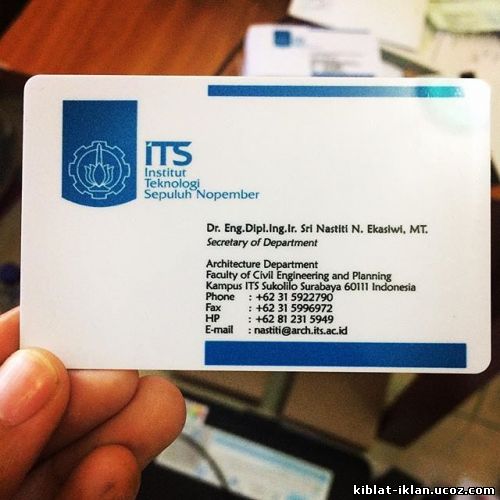 iTS
Institut
Teknologi
Sepuluh Nopember
Dr. Eng.Dipl.Ing.Ir. Sri Nastiti N. Ekasiwi, MT.
Secretary of Department
Architecture Department
Faculty of Civil Engineering and Planning
Kampus ITS Sukolilo Surabaya 60111 Indonesia
Phone : +62 31 5922790
Fax : +62 31 5996972
HP : +62 81 231 5949
E-mail : nastiti@arch.its.ac.id
kiblat-iklan.ucoz.com